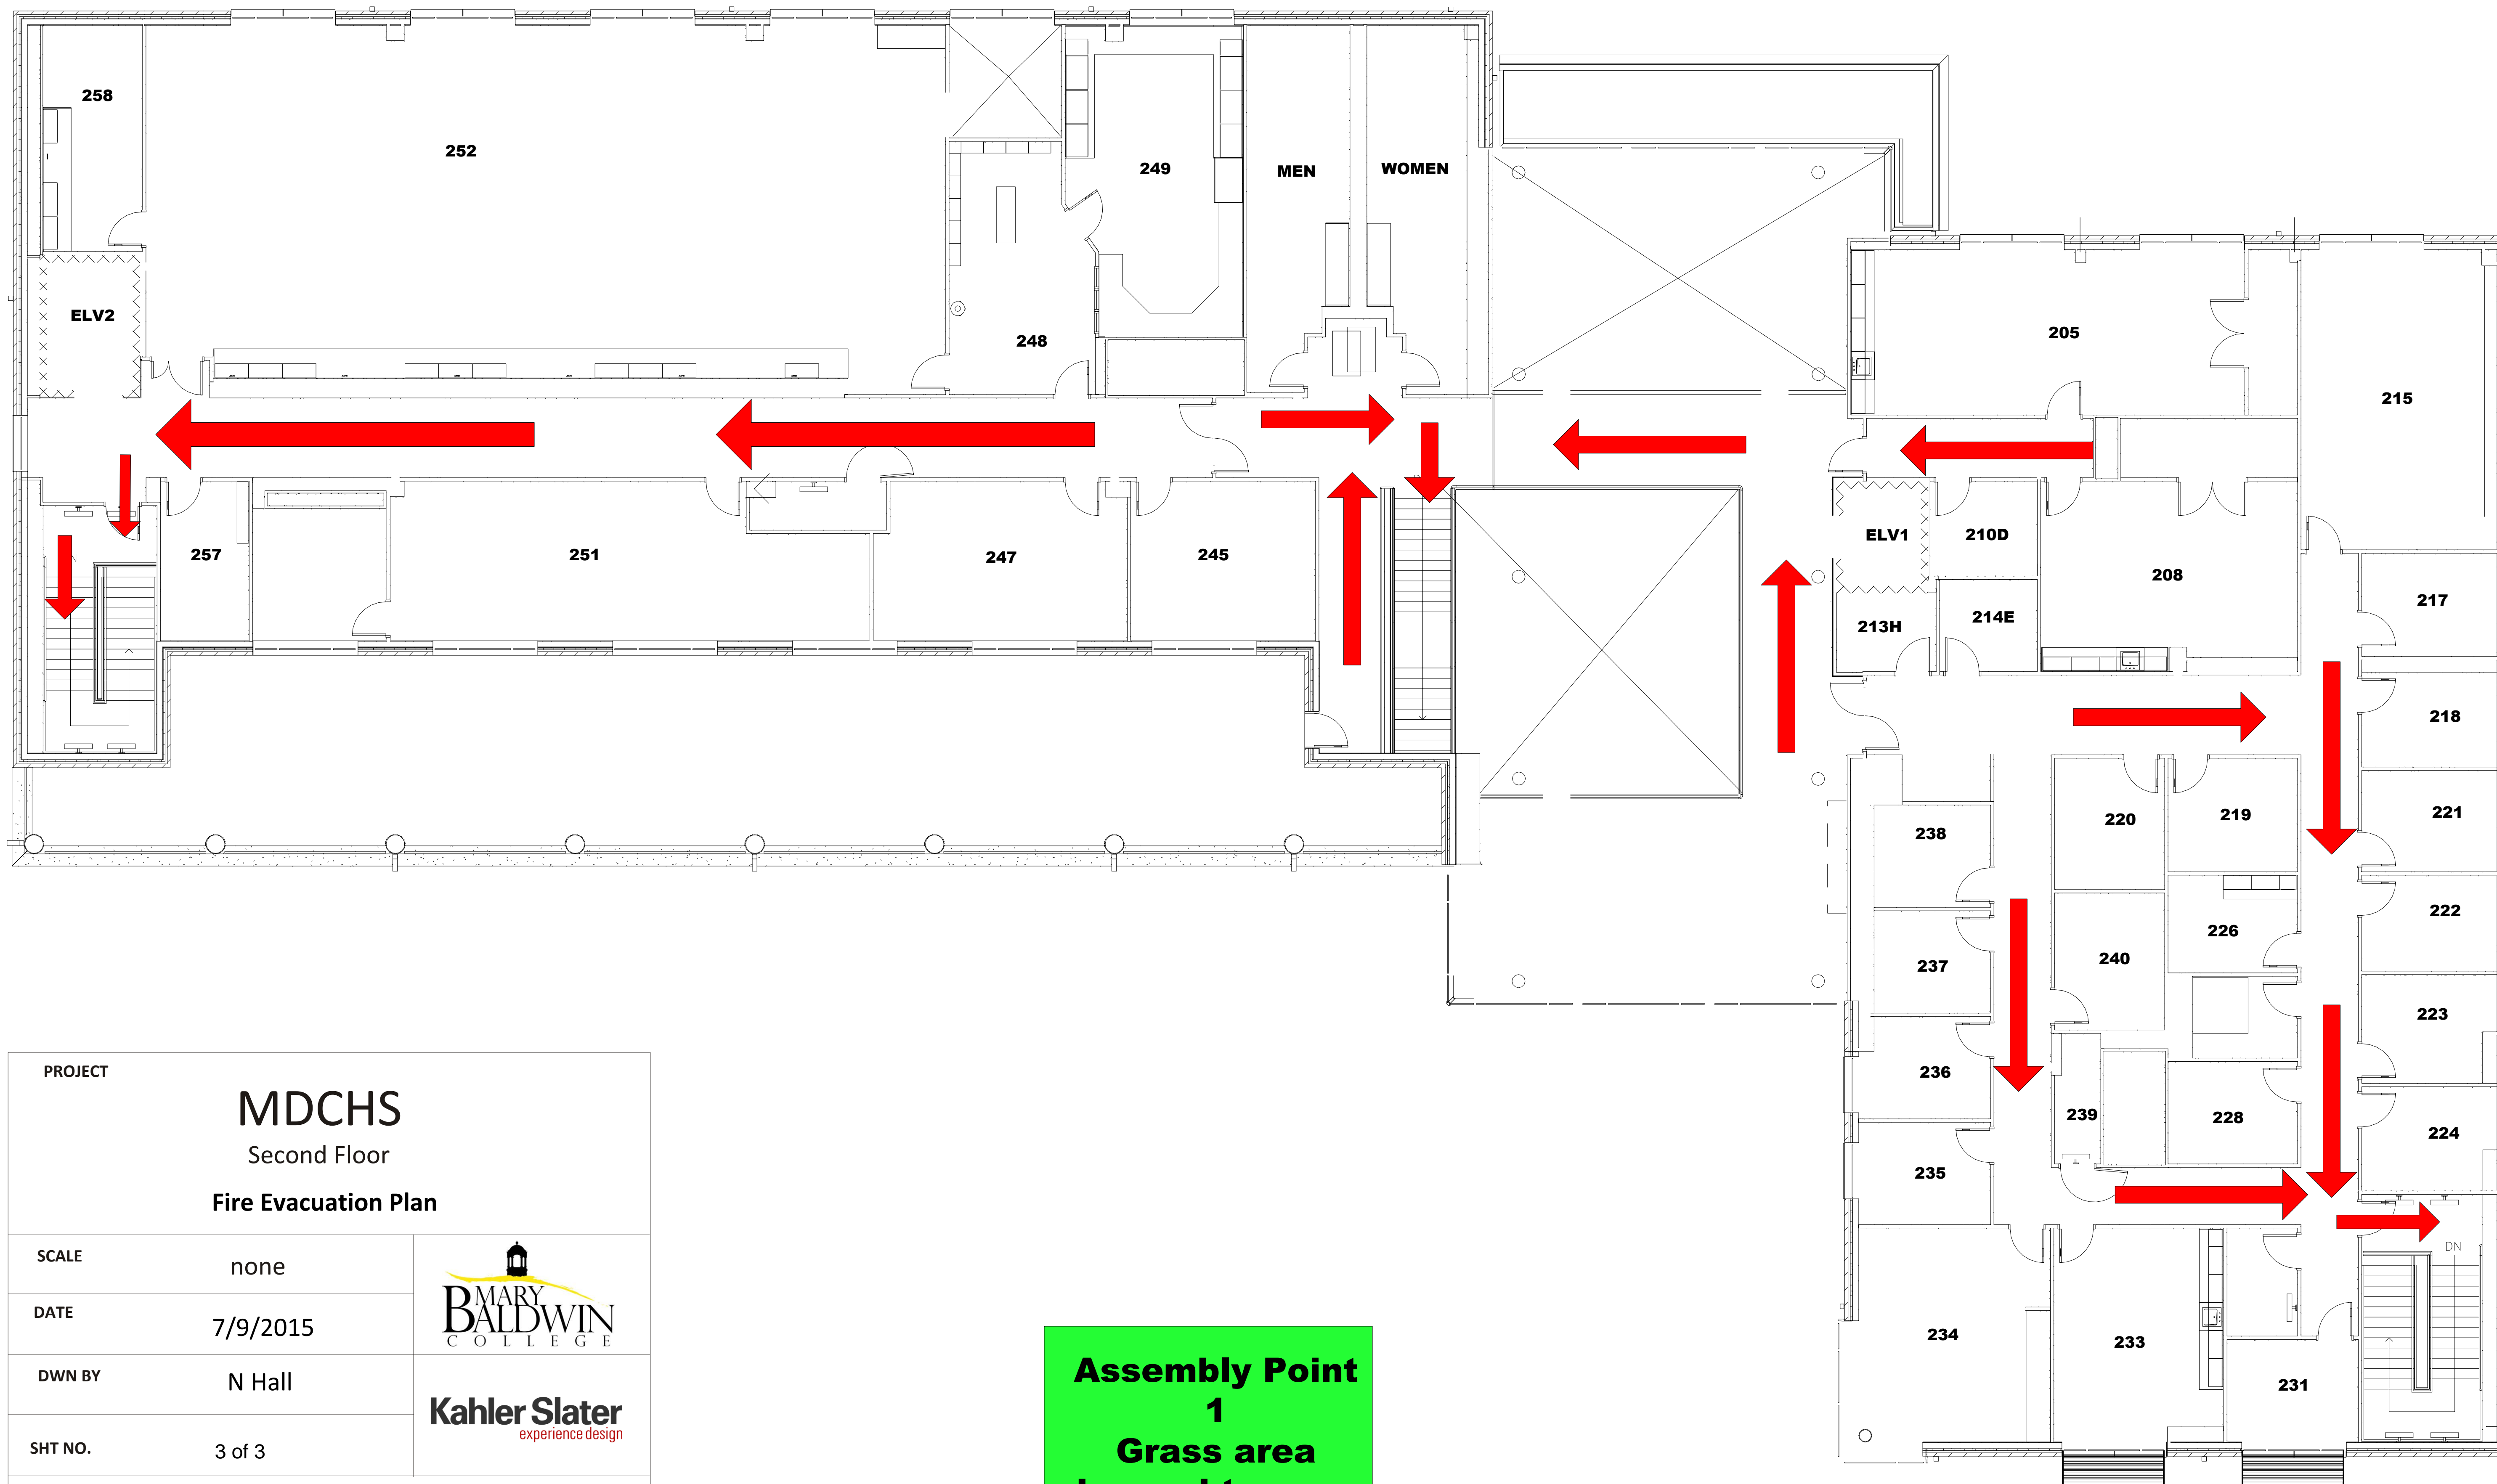 258
252
249
MEN
WOMEN
ELV2
248
205
215
257
251
247
245
ELV1
210D
208
213H
214E
217
218
238
220
219
221
237
240
226
222
223
236
239
228
224
235
DN
234
233
231
PROJECT
MDCHS
Second Floor
Fire Evacuation Plan
SCALE
none
DATE
7/9/2015
DWN BY
N Hall
SHT NO.
3 of 3
MARY
BALDWIN
COLLEGE
Kahler Slater
experience design
Assembly Point
1
Grass area